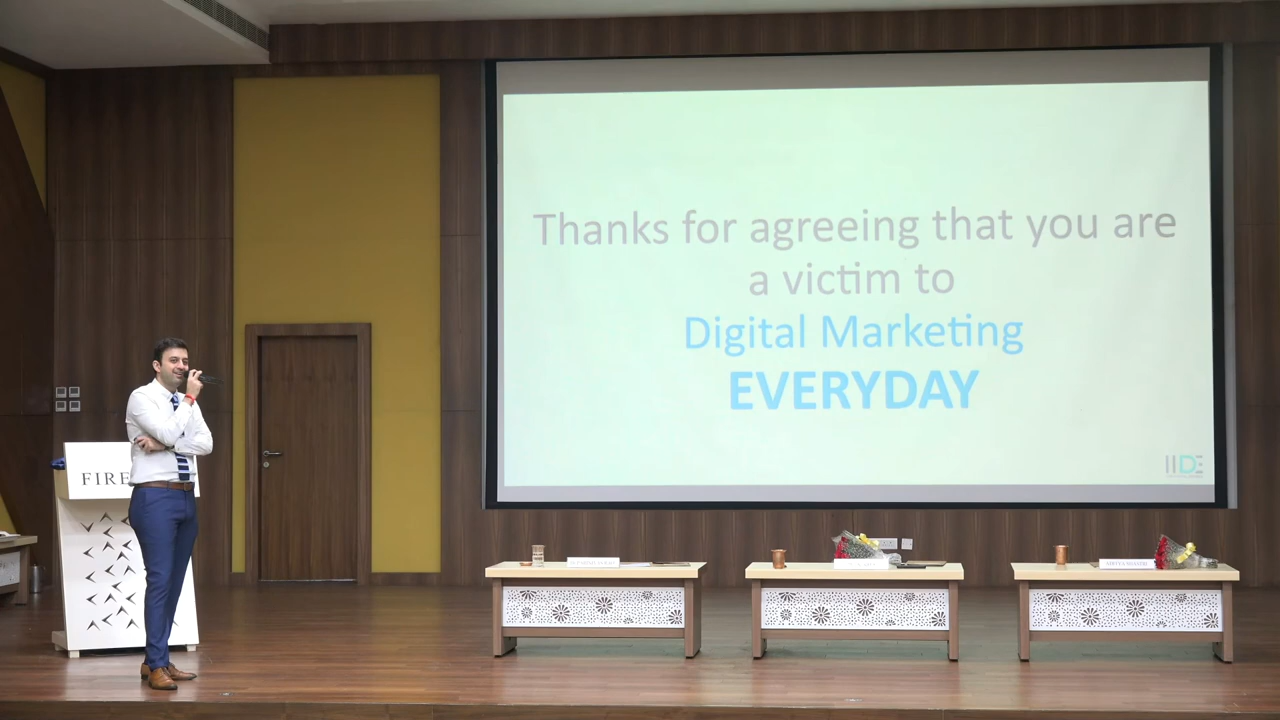 Thanks for agreeing that you are
a victim to
Digital Marketing
EVERYDAY
IIDE
FIRE